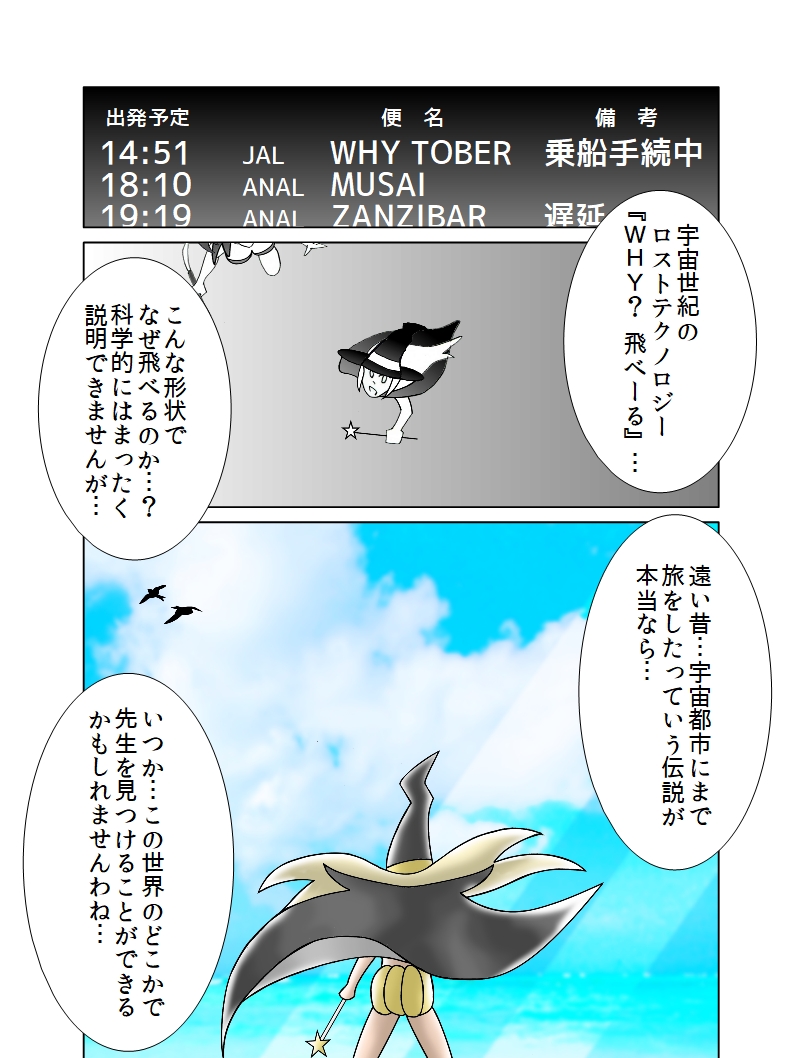 出発予定 便名 備考
14:51 JAL WHY TOBER 乗船手続中
18:10 ANAL MUSAI
19:19 ANAL ZANZIBAR 遅延
宇宙世紀の
ロストテクノロジー
『WHY? 飛べーる』…
こんな形状で
なぜ飛べるのか…?
科学的にはまったく
説明できませんが…
遠い昔…宇宙都市にまで
旅をしたっていう伝説が
本当なら…
いつか…この世界のどこかで
先生を見つけることができる
かもしれませんわね…